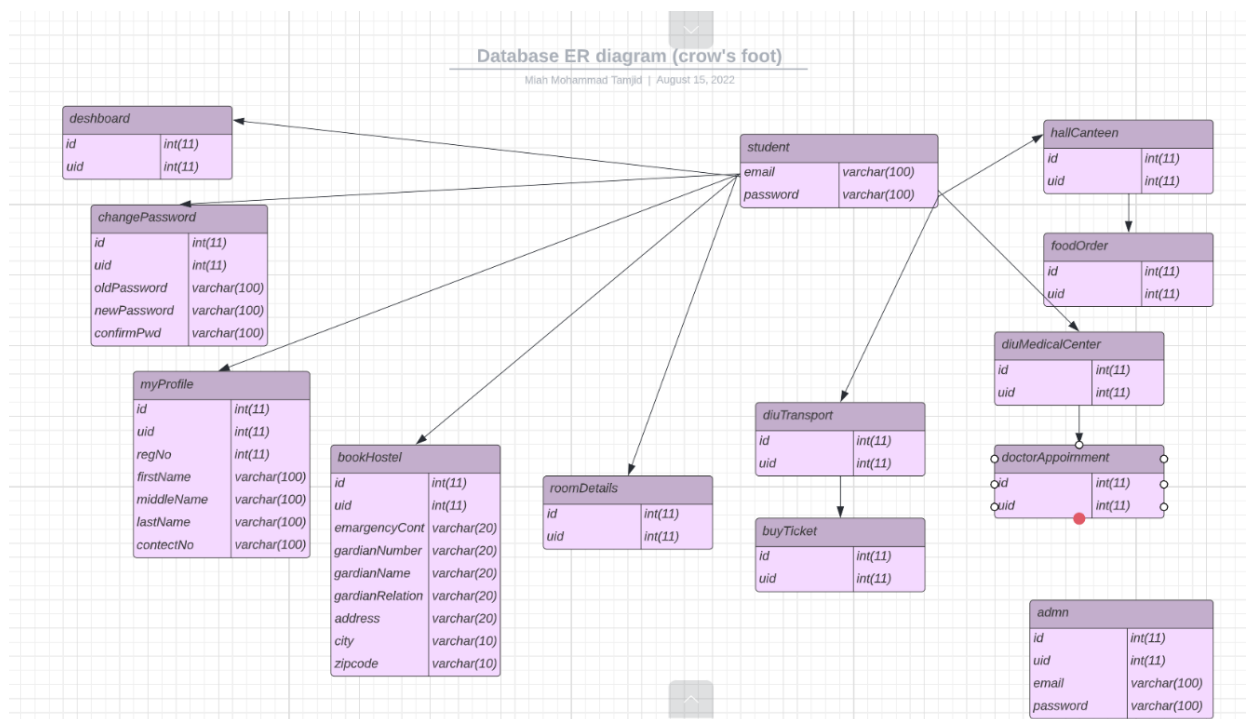 Database ER diagram (crow's foot)
Miah Mohammad Tamjid | August 15, 2022
deshboard
id int(11)
uid int(11)
changePassword
id int(11)
uid int(11)
oldPassword varchar(100)
newPassword varchar(100)
confirmPwd varchar(100)
myProfile
id int(11)
uid int(11)
regNo int(11)
firstName varchar(100)
middleName varchar(100)
lastName varchar(100)
contectNo varchar(100)
bookHostel
id int(11)
uid int(11)
emargencyCont varchar(20)
gardianNumber varchar(20)
gardianName varchar(20)
gardianRelation varchar(20)
address varchar(20)
city varchar(10)
zipcode varchar(10)
roomDetails
id int(11)
uid int(11)
student
email varchar(100)
password varchar(100)
diuTransport
id int(11)
uid int(11)
buyTicket
id int(11)
uid int(11)
hallCanteen
id int(11)
uid int(11)
foodOrder
id int(11)
uid int(11)
diuMedicalCenter
id int(11)
uid int(11)
doctorAppoirnment
id int(11)
uid int(11)
admn
id int(11)
uid int(11)
email varchar(100)
password varchar(100)